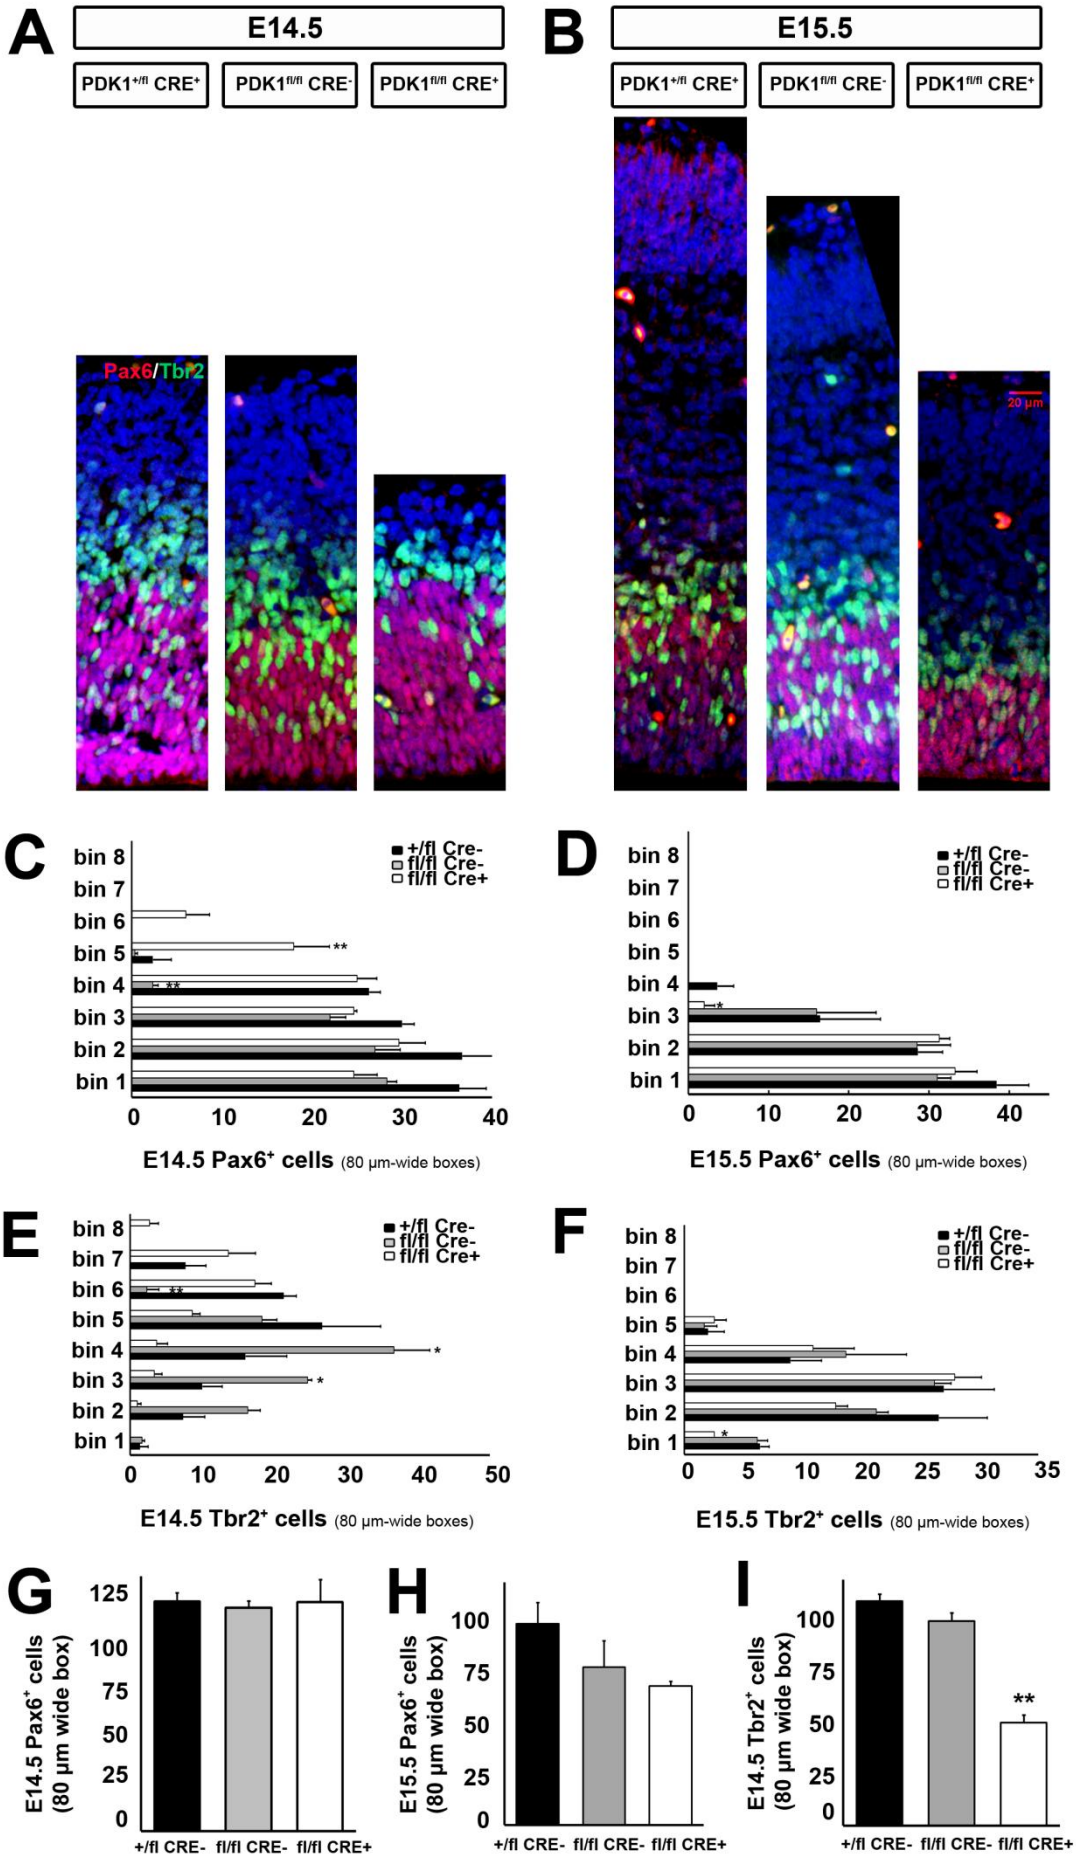 A
E14.5
B
E15.5
PDK1+/fl CRE+
PDK1fl/fl CRE-
PDK1fl/fl CRE+
PDK1+/fl CRE+
PDK1fl/fl CRE-
PDK1fl/fl CRE+
Pax6/Tbr2
20 µm
C
bin 8
bin 7
bin 6
bin 5
bin 4
bin 3
bin 2
bin 1
+/fl Cre-
fl/fl Cre-
fl/fl Cre+
**
**
0 10 20 30 40
E14.5 Pax6+ cells (80 µm-wide boxes)
D
bin 8
bin 7
bin 6
bin 5
bin 4
bin 3
bin 2
bin 1
+/fl Cre-
fl/fl Cre-
fl/fl Cre+
*
0 10 20 30 40
E15.5 Pax6+ cells (80 µm-wide boxes)
E
bin 8
bin 7
bin 6
bin 5
bin 4
bin 3
bin 2
bin 1
+/fl Cre-
fl/fl Cre-
fl/fl Cre+
**
*
*
0 10 20 30 40 50
E14.5 Tbr2+ cells (80 µm-wide boxes)
F
bin 8
bin 7
bin 6
bin 5
bin 4
bin 3
bin 2
bin 1
+/fl Cre-
fl/fl Cre-
fl/fl Cre+
*
0 5 10 20 25 30 35
E15.5 Tbr2+ cells (80 µm-wide boxes)
G
E14.5 Pax6+ cells
(80 µm wide box)
125
100
75
50
25
0
+/fl CRE- fl/fl CRE- fl/fl CRE+
H
E15.5 Pax6+ cells
(80 µm wide box)
100
75
50
25
0
+/fl CRE- fl/fl CRE- fl/fl CRE+
I
E14.5 Tbr2+ cells
(80 µm wide box)
100
75
50
25
0
**
+/fl CRE- fl/fl CRE- fl/fl CRE+